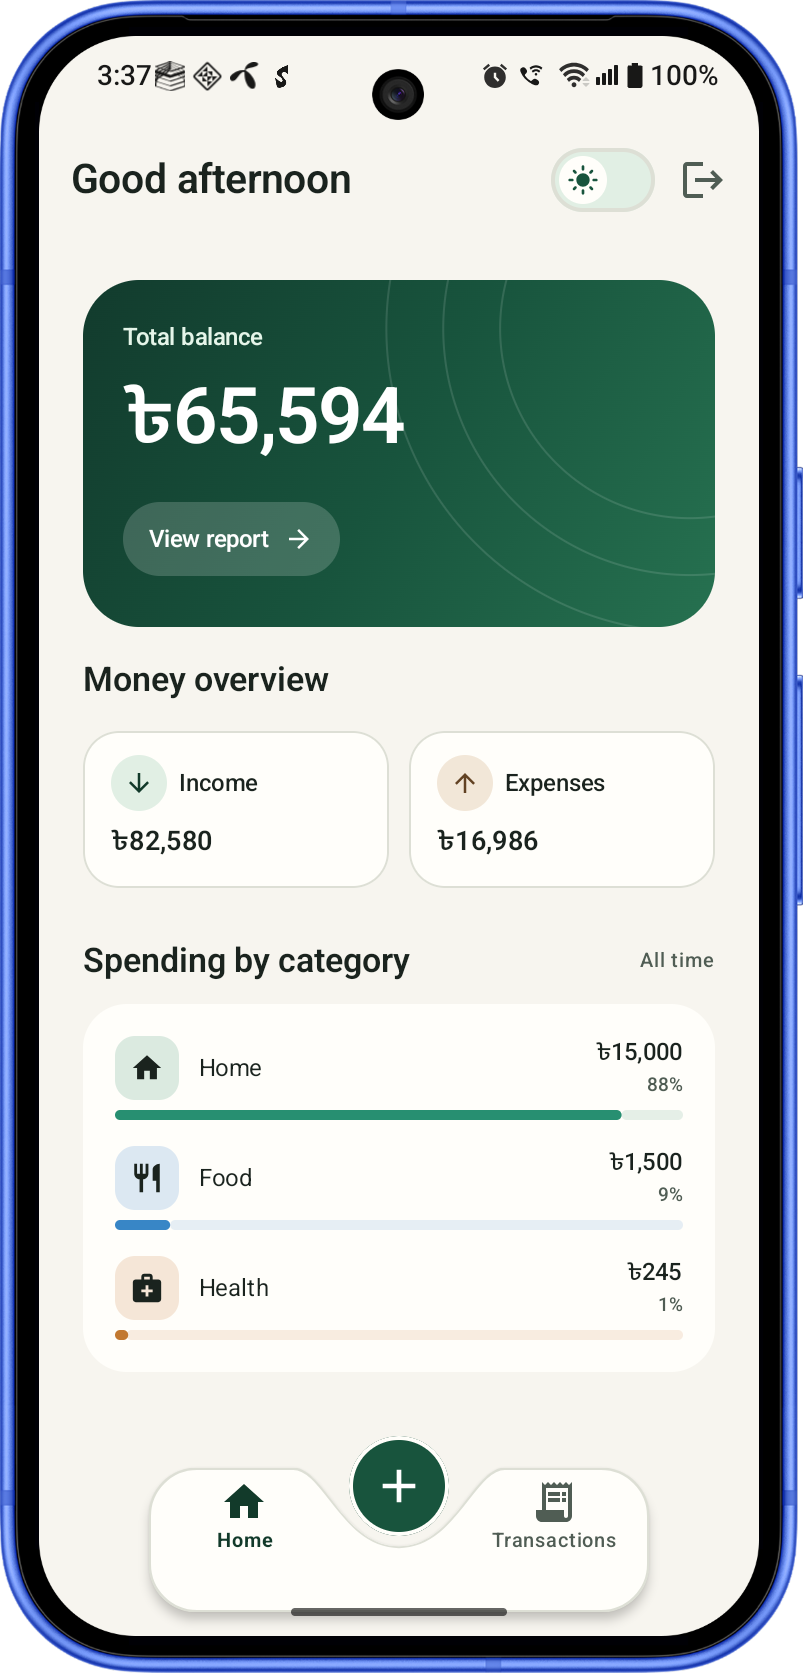 3:37
100%
Good afternoon
Total balance
৳65,594
View report
Money overview
Income
৳82,580
Expenses
৳16,986
Spending by category
All time
Home
৳15,000
88%
Food
৳1,500
9%
Health
৳245
1%
Home
Transactions